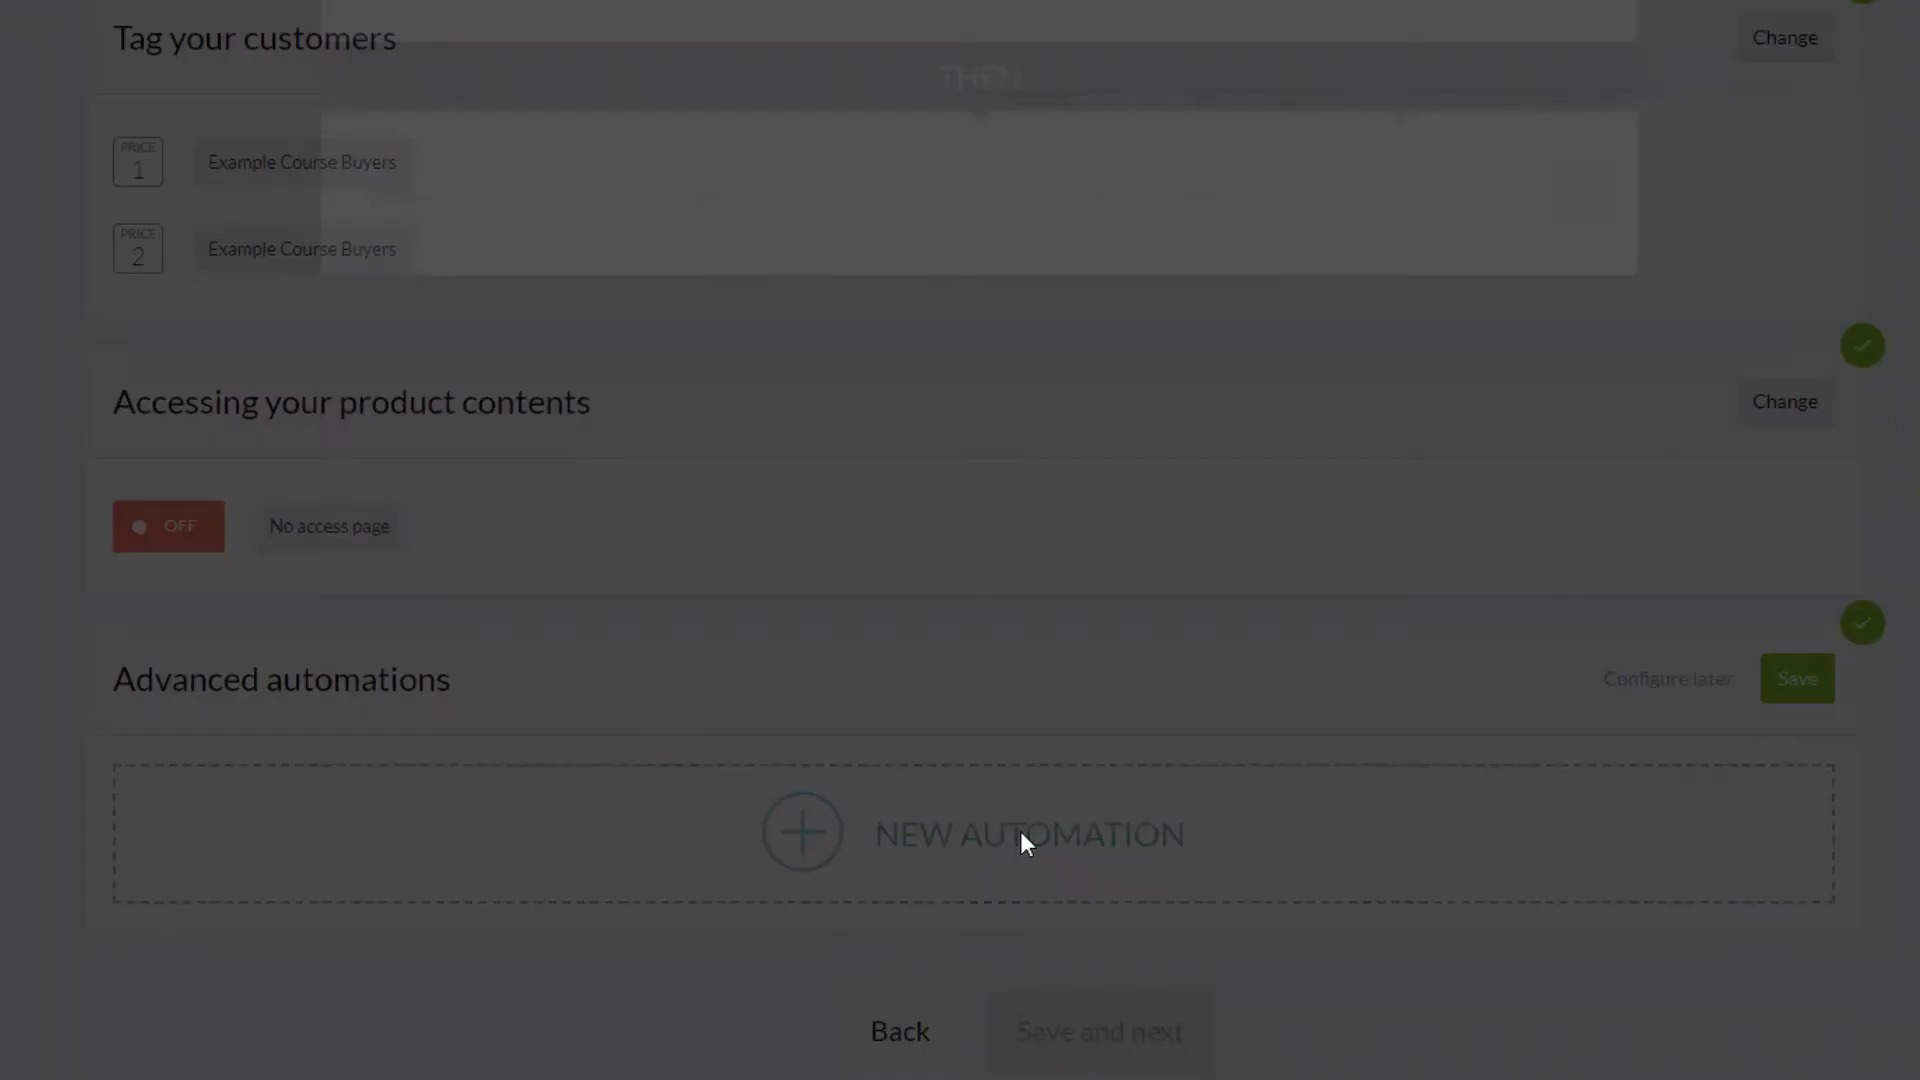 Tag your customers
Change
PRICE
1
Example Course Buyers
PRICE
2
Example Course Buyers
Accessing your product contents
Change
OFF
No access page
Advanced automations
Configure later
Save
NEW AUTOMATION
Back
Save and next